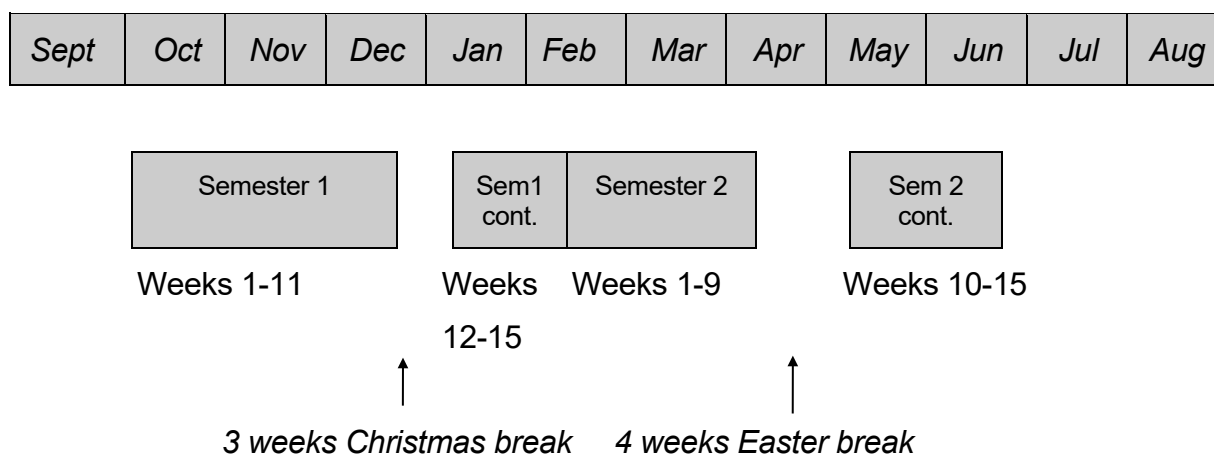 Sept Oct Nov Dec Jan Feb Mar Apr May Jun Jul Aug
Semester 1
Sem1
cont.
Semester 2
Sem 2
cont.
Weeks 1-11
Weeks
12-15
Weeks 1-9
Weeks 10-15
3 weeks Christmas break
4 weeks Easter break